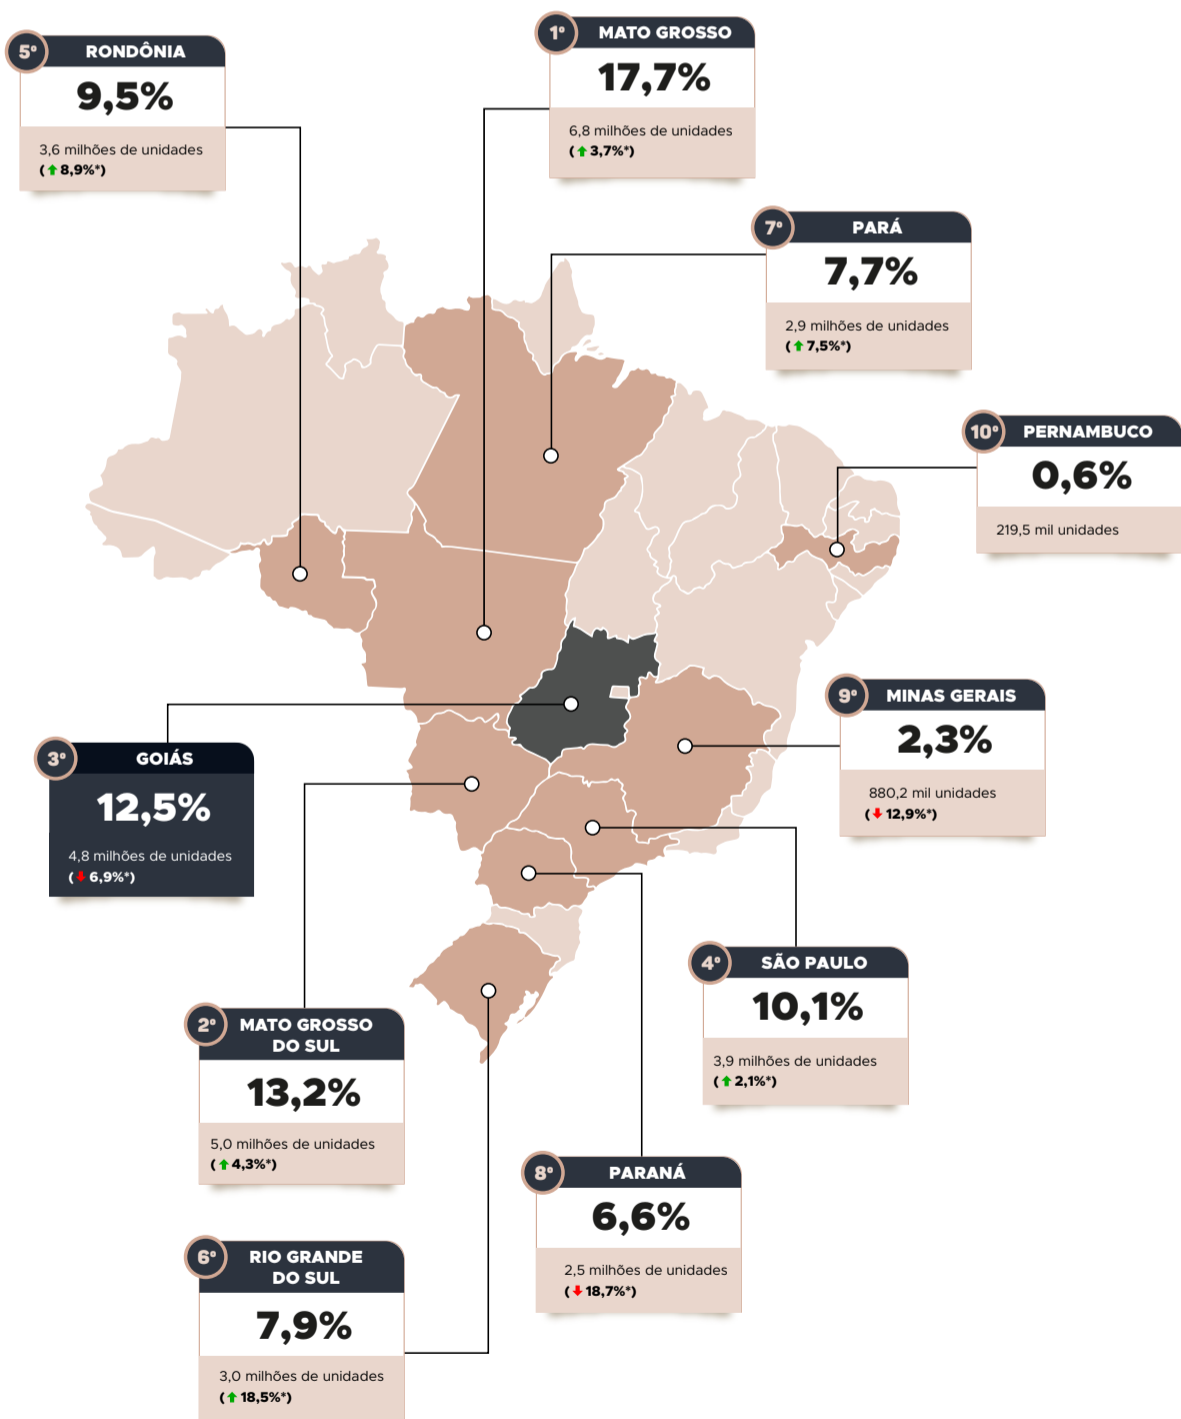 5º
RONDÔNIA
9,5%
3,6 milhões de unidades
(⬆8,9%*)
1º
MATO GROSSO
17,7%
6,8 milhões de unidades
(⬆3,7%*)
7º
PARÁ
7,7%
2,9 milhões de unidades
(⬆7,5%*)
10º
PERNAMBUCO
0,6%
219,5 mil unidades
9º
MINAS GERAIS
2,3%
880,2 mil unidades
(⬇12,9%*)
3º
GOIÁS
12,5%
4,8 milhões de unidades
(⬇6,9%*)
4º
SÃO PAULO
10,1%
3,9 milhões de unidades
(⬆2,1%*)
2º
MATO GROSSO
DO SUL
13,2%
5,0 milhões de unidades
(⬆4,3%*)
8º
PARANÁ
6,6%
2,5 milhões de unidades
(⬇18,7%*)
6º
RIO GRANDE
DO SUL
7,9%
3,0 milhões de unidades
(⬆18,5%*)